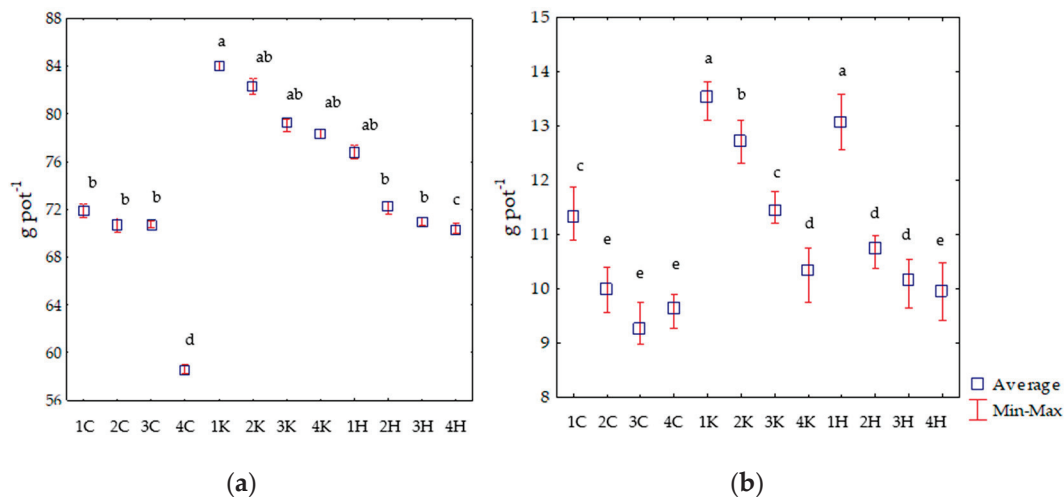 88
84
80
76
72
68
64
60
56
g pot-1
a
ab
ab
ab
ab
b
b
b
b
b
c
d
1C 2C 3C 4C 1K 2K 3K 4K 1H 2H 3H 4H
(a)
15
14
13
12
11
10
9
8
g pot-1
a
a
b
c
c
d
d
d
e
e
e
e
1C 2C 3C 4C 1K 2K 3K 4K 1H 2H 3H 4H
(b)
Average
Min-Max